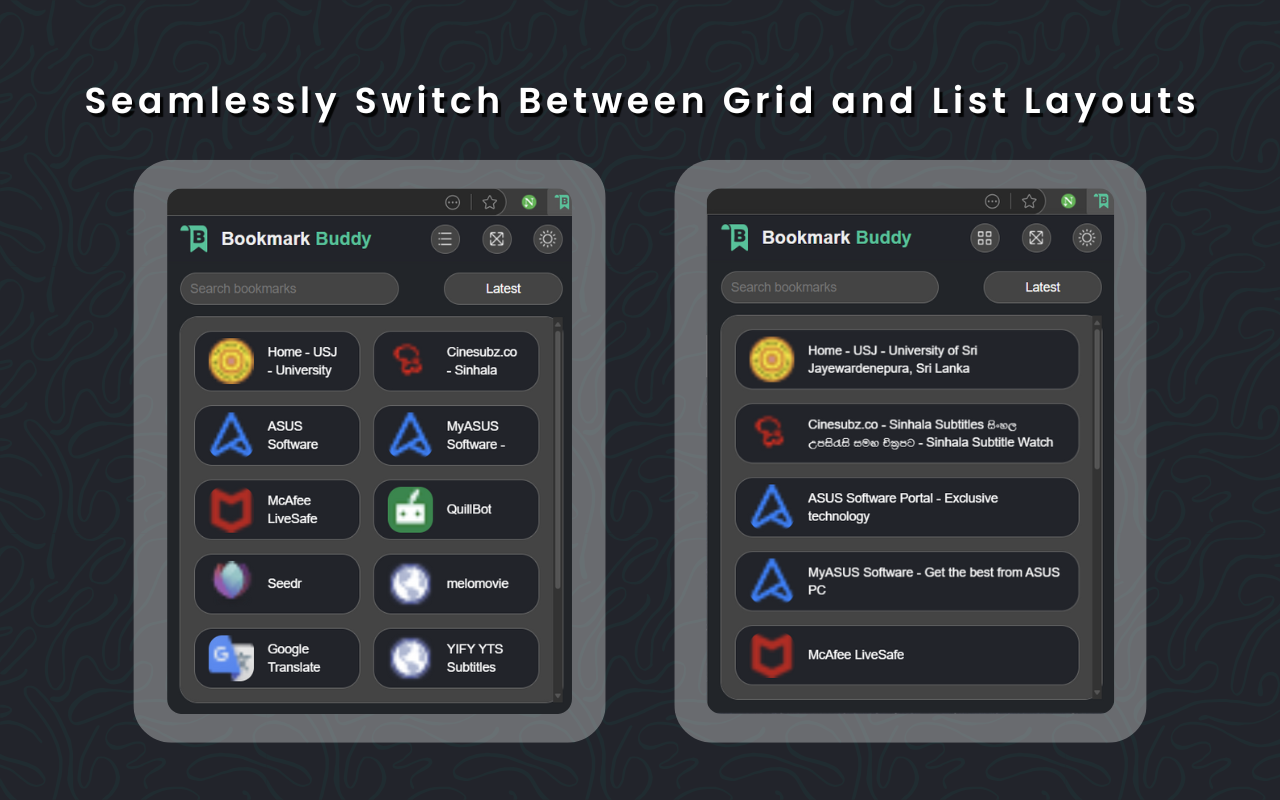 Seamlessly Switch Between Grid and List Layouts
Bookmark Buddy
Search bookmarks
Latest
Home - USJ
- University
Cinesubz.co
- Sinhala
ASUS
Software
MyASUS
Software -
McAfee
LiveSafe
QuillBot
Seedr
melomovie
Google
Translate
YIFY YTS
Subtitles
Bookmark Buddy
Search bookmarks
Latest
Home - USJ - University of Sri
Jayewardenepura, Sri Lanka
Cinesubz.co - Sinhala Subtitles සිංහල
උපසිරැසි සමඟ චිත්‍රපට - Sinhala Subtitle Watch
ASUS Software Portal - Exclusive
technology
MyASUS Software - Get the best from ASUS
PC
McAfee LiveSafe